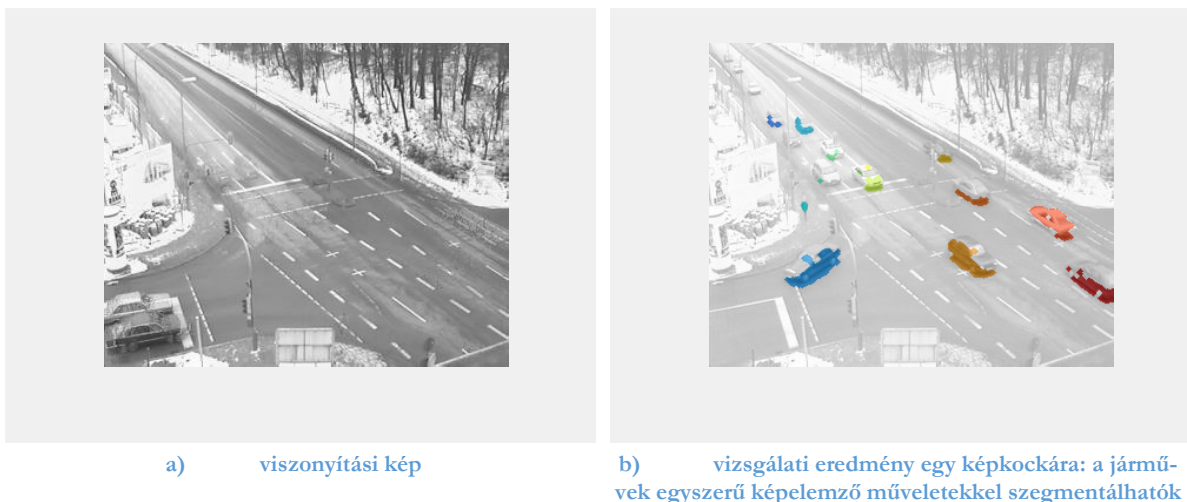 a) viszonyítási kép
b) vizsgálati eredmény egy képkockára: a jármű-
vek egyszerű képelemző műveletekkel szegmentálhatók